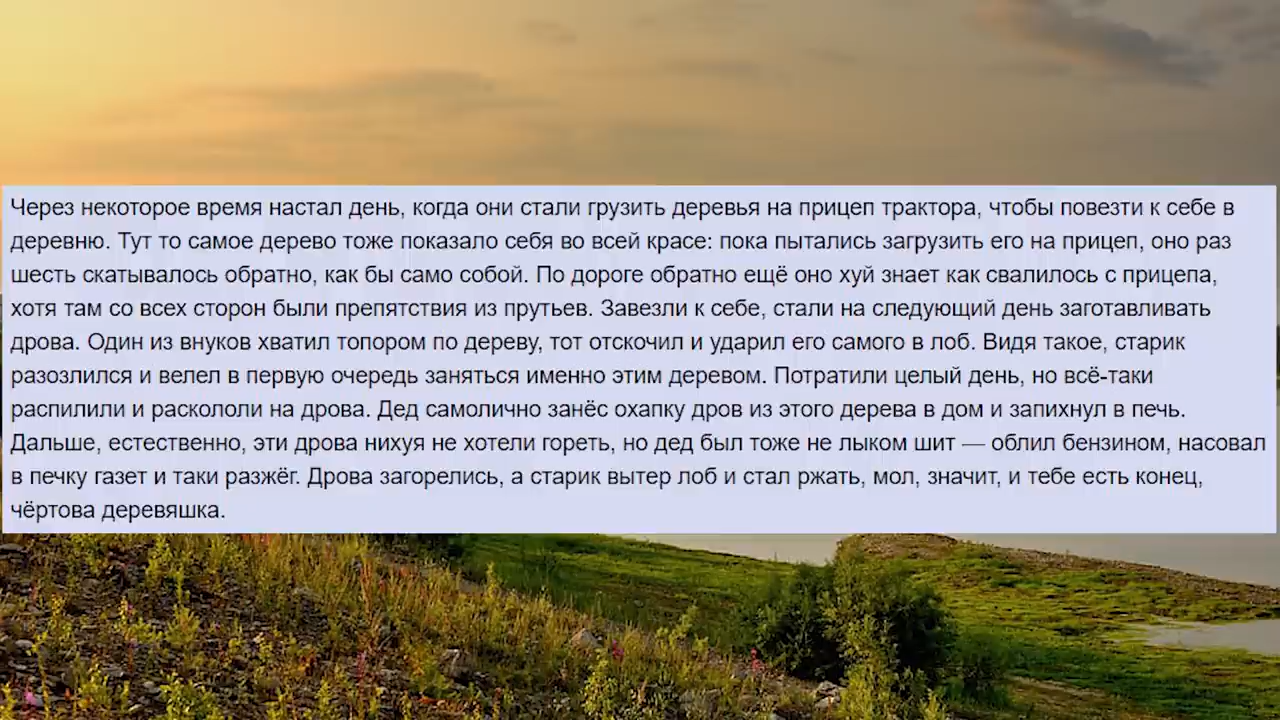 Через некоторое время настал день, когда они стали грузить деревья на прицеп трактора, чтобы повезти к себе в
деревню. Тут то самое дерево тоже показало себя во всей красе: пока пытались загрузить его на прицеп, оно раз
шесть скатывалось обратно, как бы само собой. По дороге обратно ещё оно хуй знает как свалилось с прицепа,
хотя там со всех сторон были препятствия из прутьев. Завезли к себе, стали на следующий день заготавливать
дрова. Один из внуков хватил топором по дереву, тот отскочил и ударил его самого в лоб. Видя такое, старик
разозлился и велел в первую очередь заняться именно этим деревом. Потратили целый день, но всё-таки
распилили и раскололи на дрова. Дед самолично занёс охапку дров из этого дерева в дом и запихнул в печь.
Дальше, естественно, эти дрова нихуя не хотели гореть, но дед был тоже не лыком шит — облил бензином, насовал
в печку газет и таки разжёг. Дрова загорелись, а старик вытер лоб и стал ржать, мол, значит, и тебе есть конец,
чёртова деревяшка.